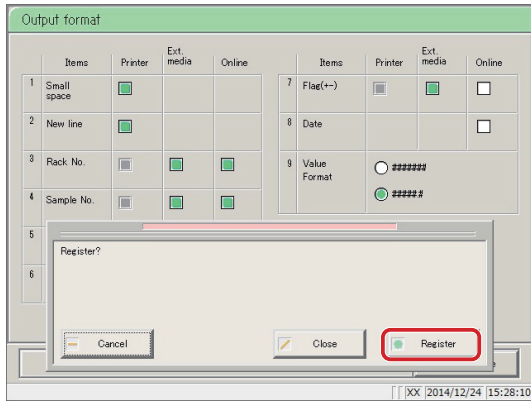 Output format
Items Printer Ext. media Online
Items Printer Ext. media Online
1 Small space
2 New line
3 Rack No.
4 Sample No.
5
6
7 Flag(+-)
8 Date
9 Value Format #######
#####.#
Register?
Cancel Close Register
XX 2014/12/24 15:28:10